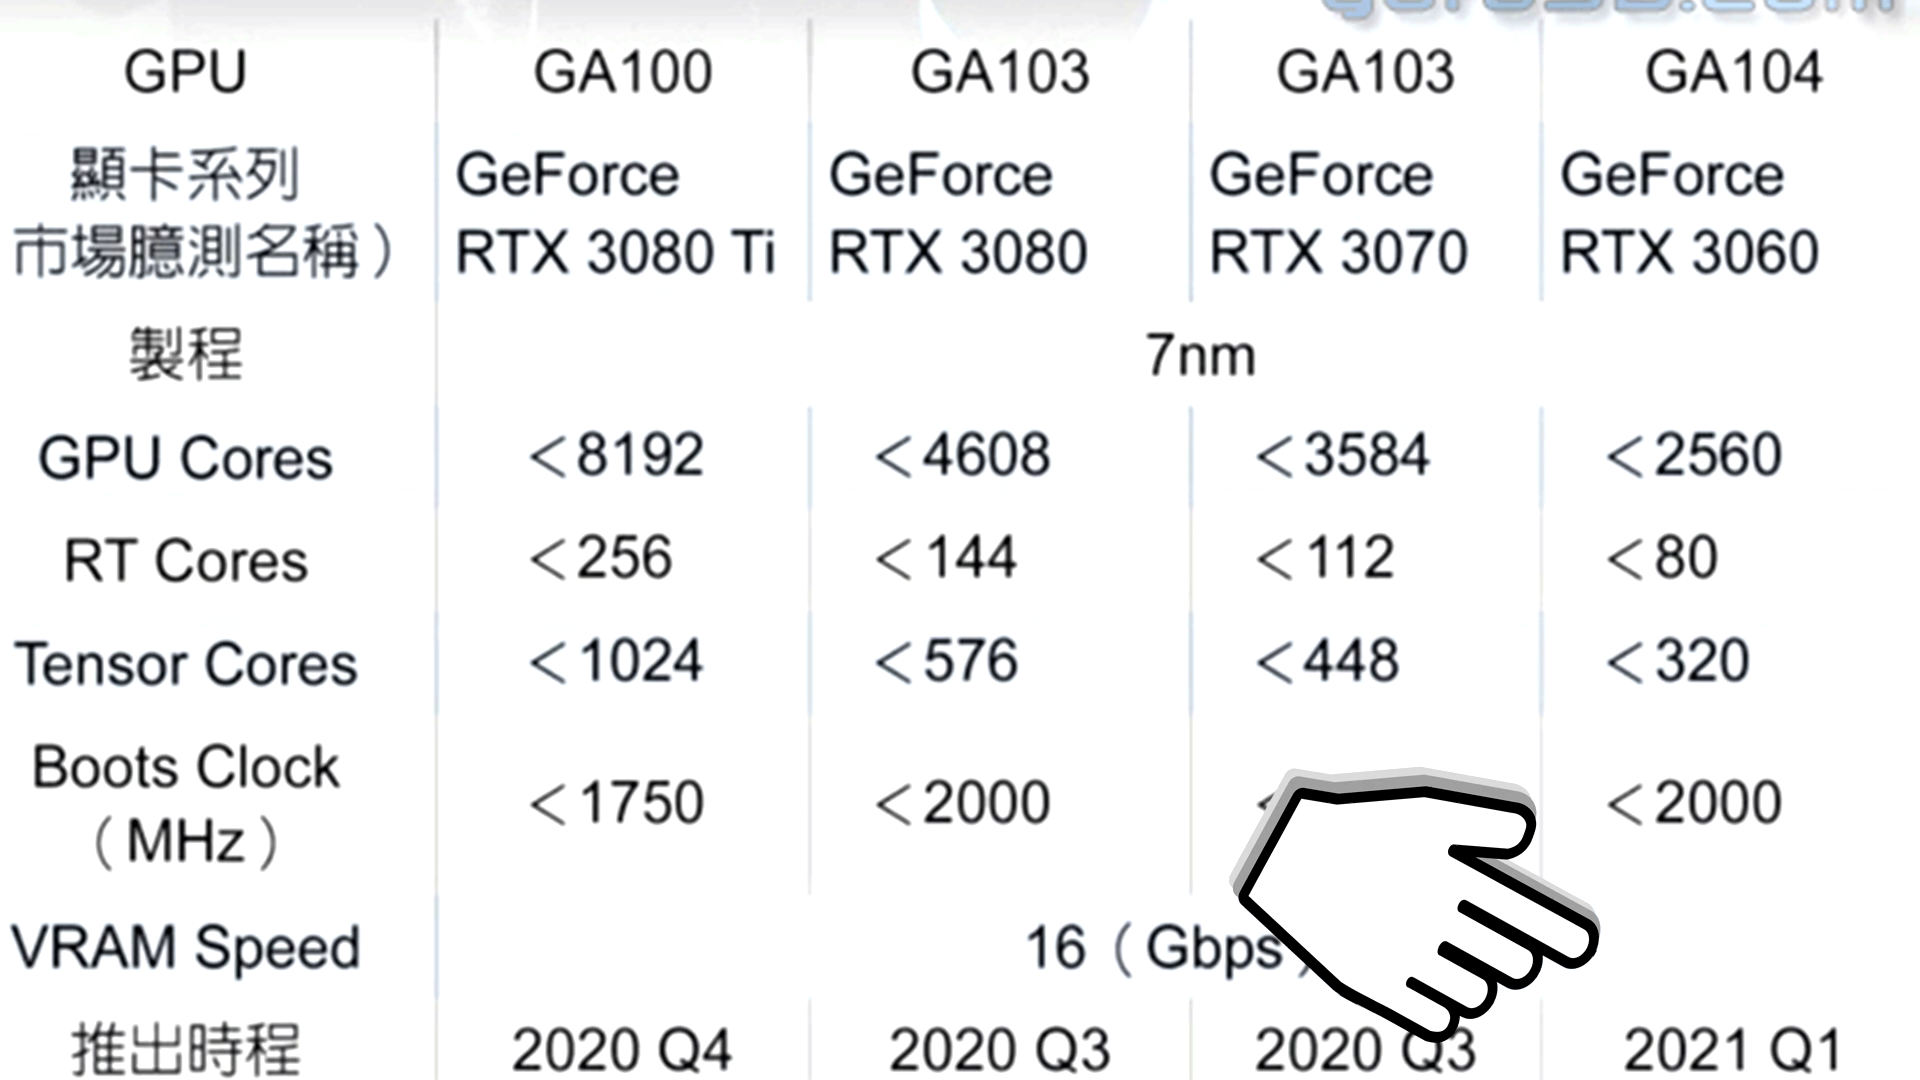 GPU GA100 GA103 GA103 GA104
顯卡系列 GeForce GeForce GeForce GeForce
市場臆測名稱） RTX 3080 Ti RTX 3080 RTX 3070 RTX 3060
製程 7nm
GPU Cores ＜8192 ＜4608 ＜3584 ＜2560
RT Cores ＜256 ＜144 ＜112 ＜80
Tensor Cores ＜1024 ＜576 ＜448 ＜320
Boots Clock
（MHz） ＜1750 ＜2000 ＜2000
VRAM Speed 16（Gbps）
推出時程 2020 Q4 2020 Q3 2020 Q3 2021 Q1